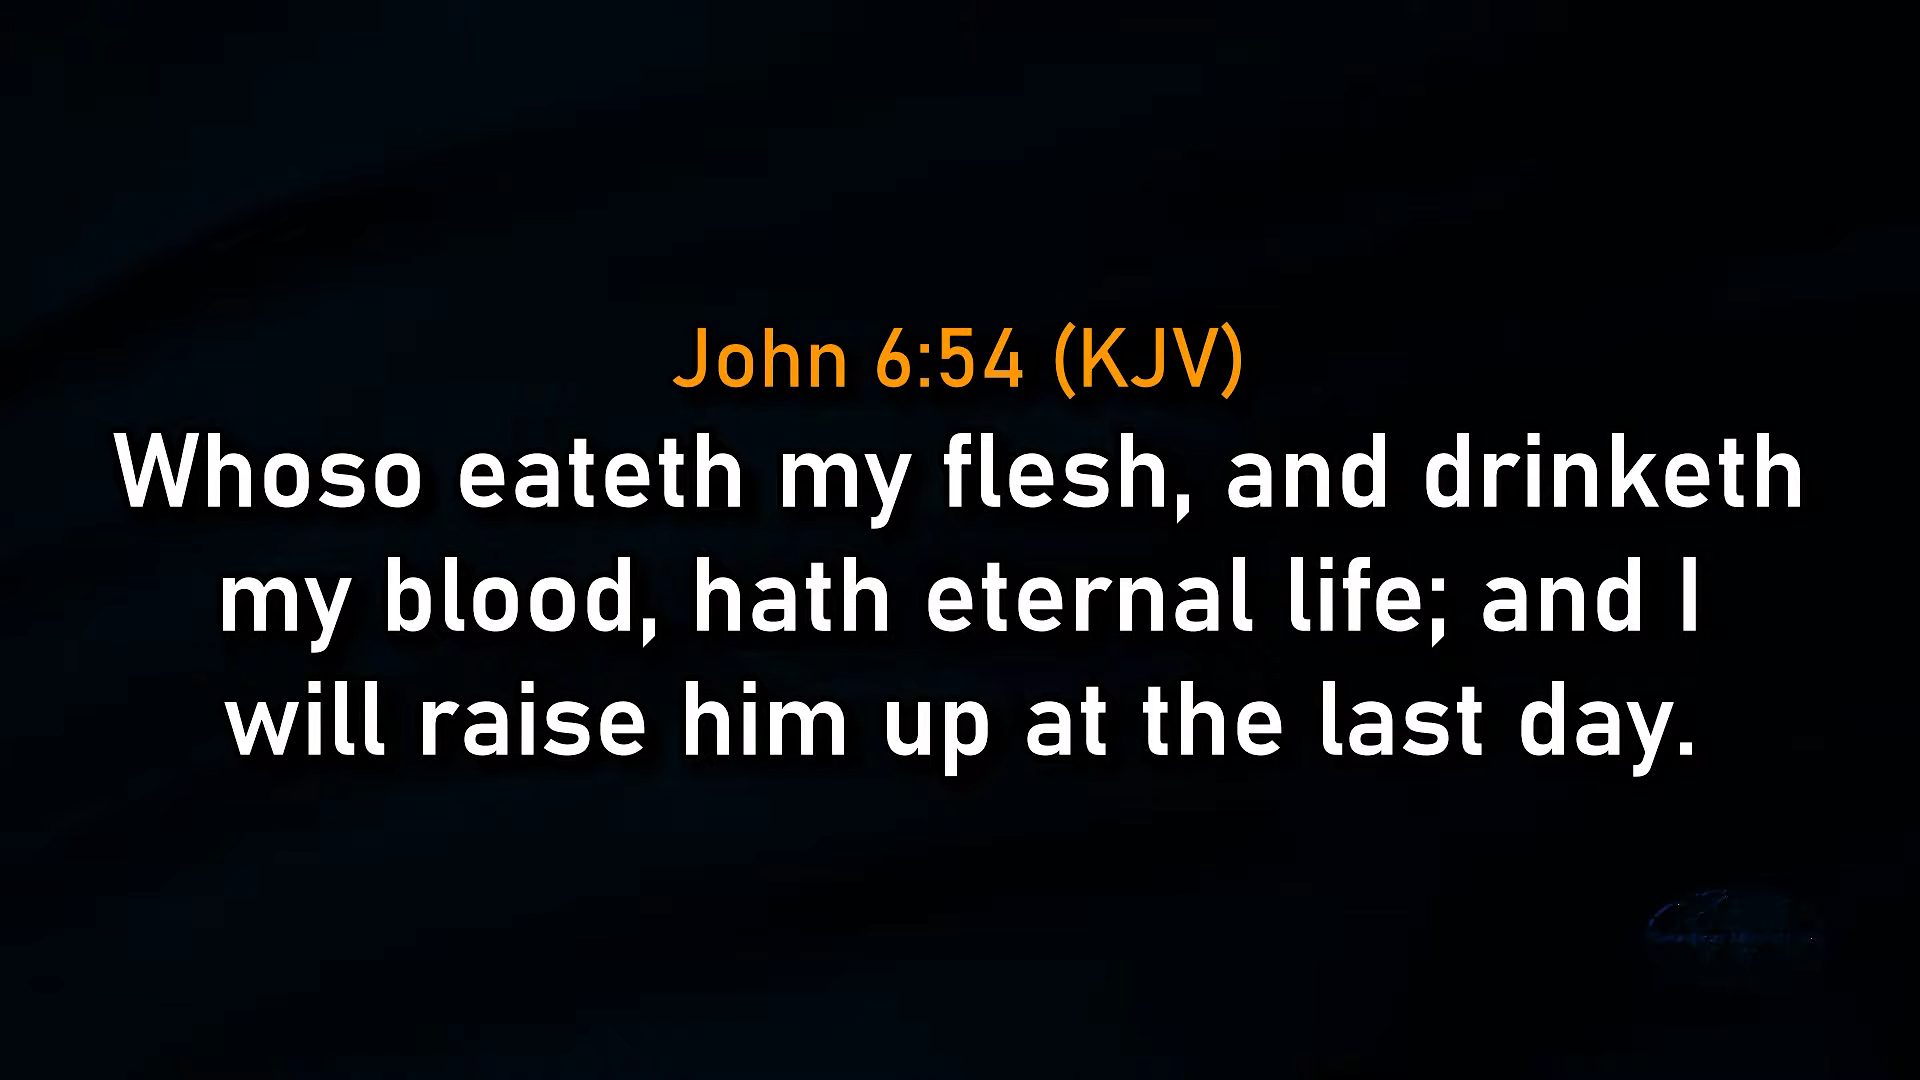 John 6:54 (KJV)
Whoso eateth my flesh, and drinketh
my blood, hath eternal life; and I
will raise him up at the last day.